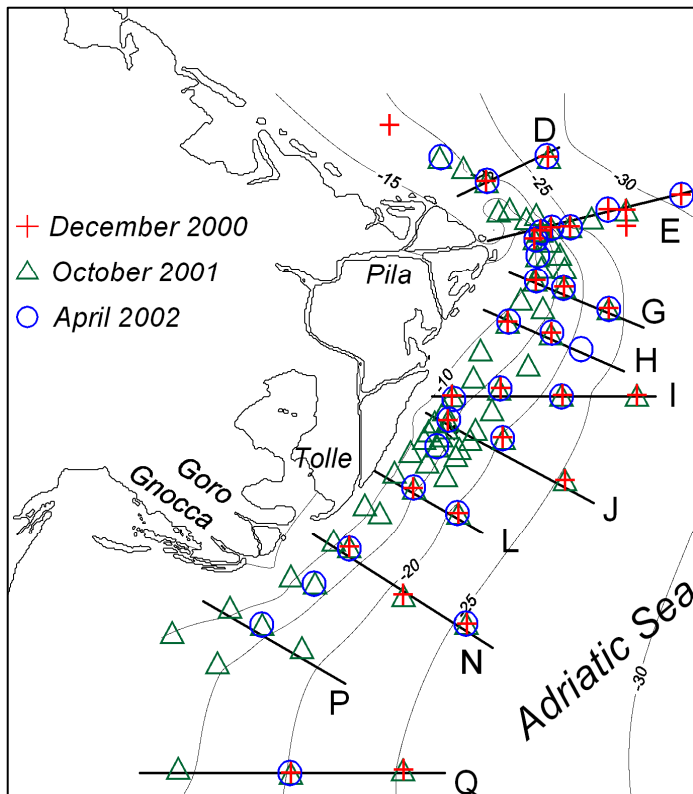 D
-15
-25
-30
December 2000
E
October 2001
Pila
April 2002
G
H
-10
I
Tolle
Goro
Gnocca
J
L
-20
-25
N
Adriatic Sea
-30
P
Q